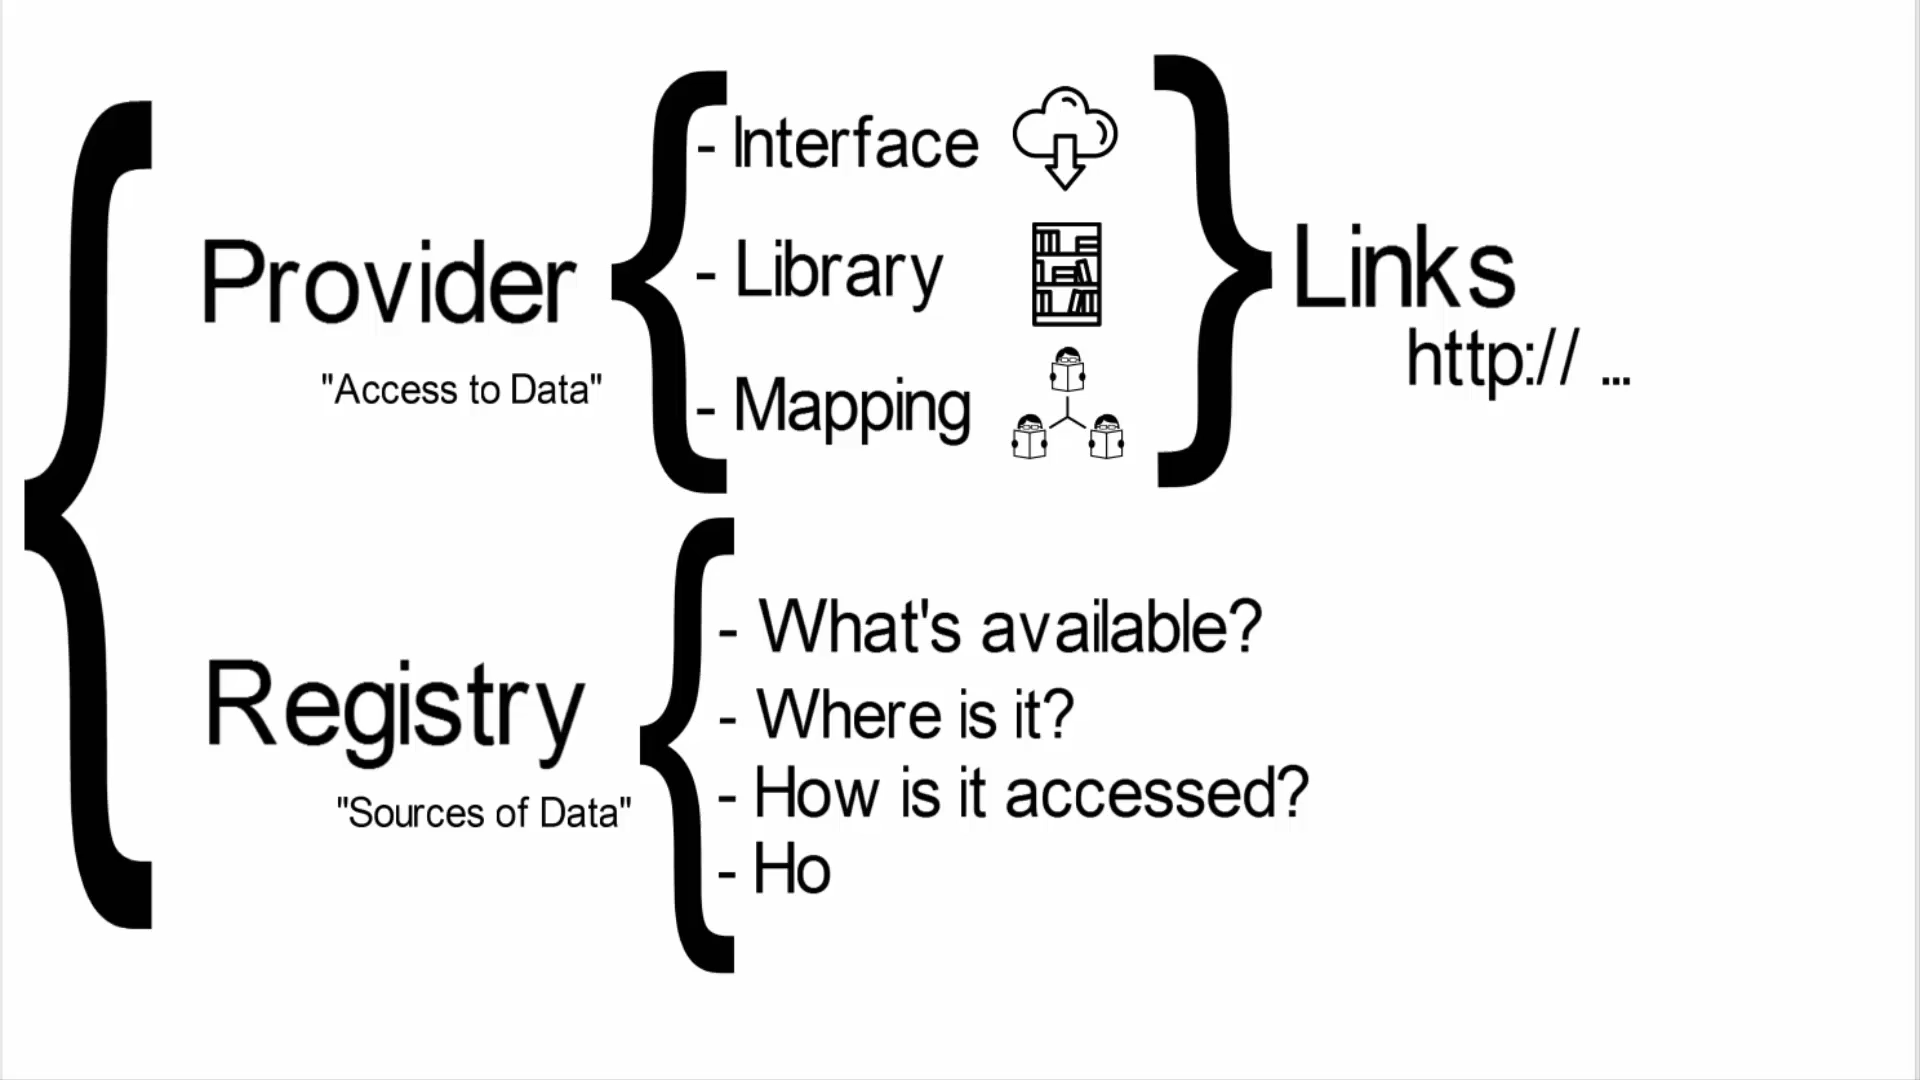 Provider
"Access to Data"
- Interface
- Library
- Mapping
Links
http:// ...
Registry
"Sources of Data"
- What's available?
- Where is it?
- How is it accessed?
- Ho